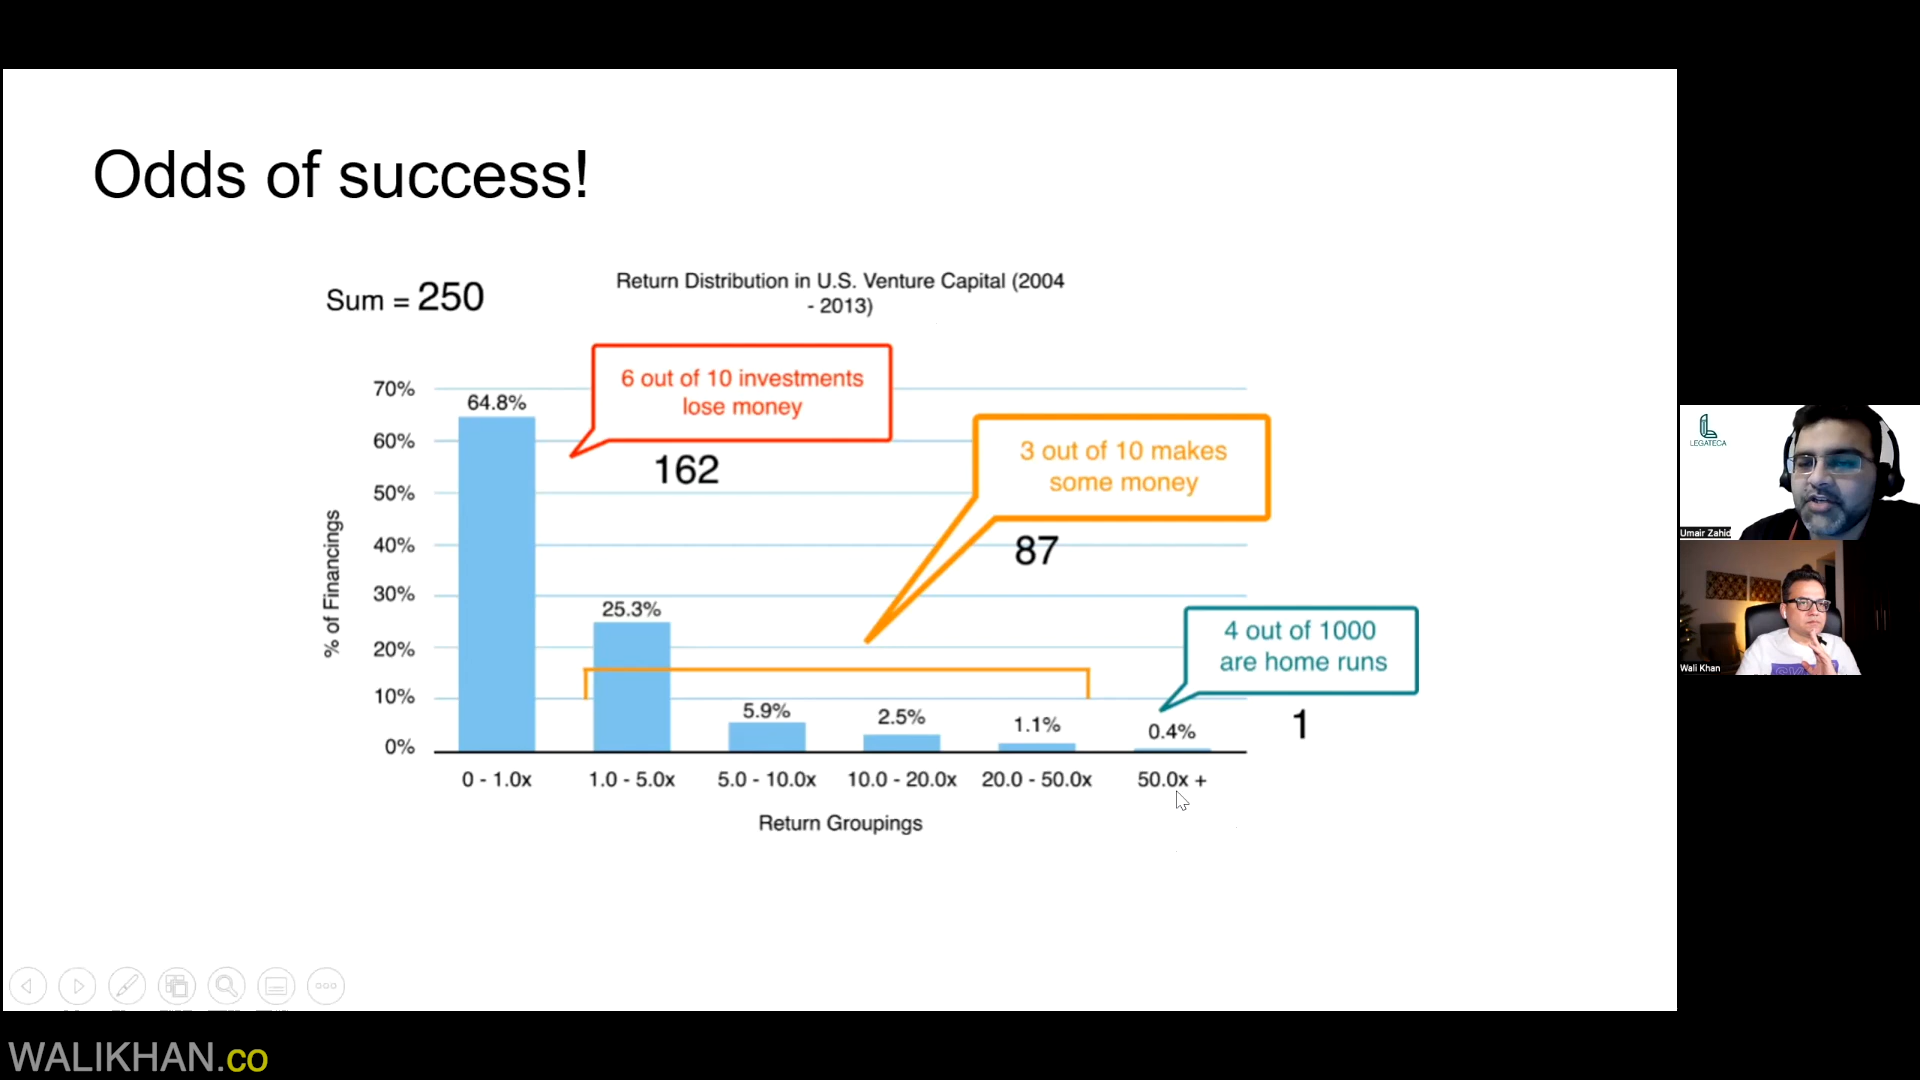 Odds of success!
Sum = 250
Return Distribution in U.S. Venture Capital (2004
- 2013)
6 out of 10 investments
lose money
162
3 out of 10 makes
some money
87
4 out of 1000
are home runs
1
% of Financings
70%
60%
50%
40%
30%
20%
10%
0%
64.8%
25.3%
5.9%
2.5%
1.1%
0.4%
0 - 1.0x
1.0 - 5.0x
5.0 - 10.0x
10.0 - 20.0x
20.0 - 50.0x
50.0x +
Return Groupings
LEGATECA
Umair Zahid
Wali Khan
WALIKHAN.CO